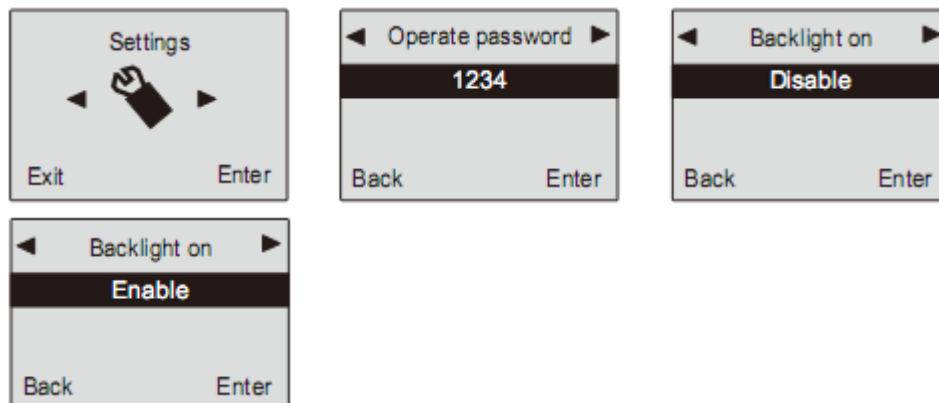 Settings
Exit Enter
Operate password
1234
Back Enter
Backlight on
Disable
Back Enter
Backlight on
Enable
Back Enter